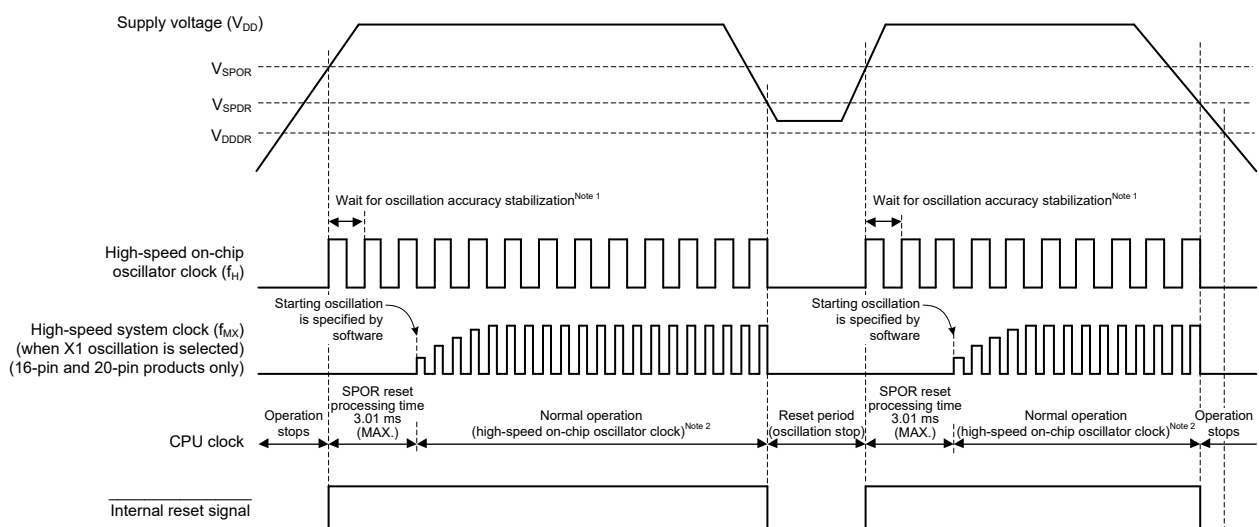 Supply voltage (VDD)
VSPOR
VSPDR
VDDDR
Wait for oscillation accuracy stabilizationNote 1
Wait for oscillation accuracy stabilizationNote 1
High-speed on-chip
oscillator clock (fH)
Starting oscillation
is specified by
software
Starting oscillation
is specified by
software
High-speed system clock (fMX)
(when X1 oscillation is selected)
(16-pin and 20-pin products only)
CPU clock
Operation
stops
SPOR reset
processing time
3.01 ms
(MAX.)
Normal operation
(high-speed on-chip oscillator clock)Note 2
Reset period
(oscillation stop)
SPOR reset
processing time
3.01 ms
(MAX.)
Normal operation
(high-speed on-chip oscillator clock)Note 2
Operation
stops
Internal reset signal